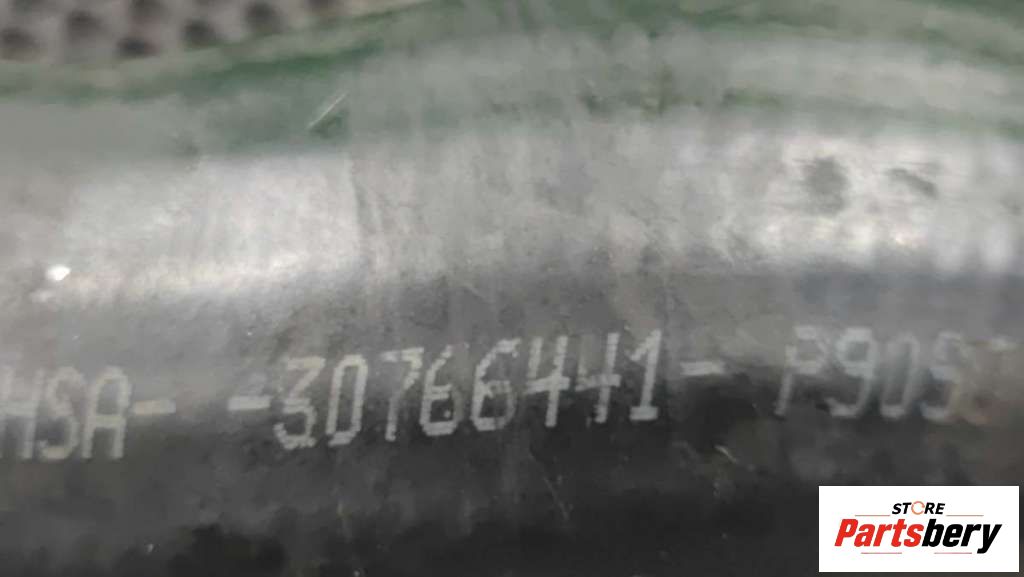 HSA- -30766441- P905
STORE
Partsbery